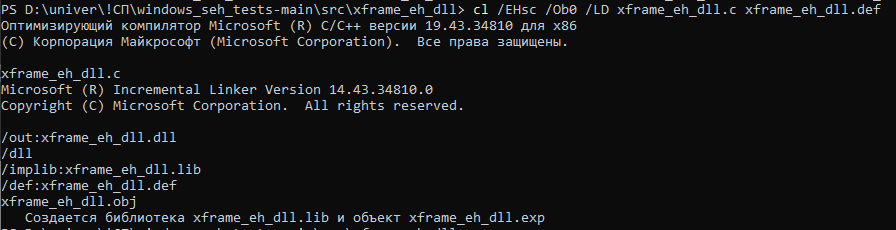 PS D:\univer\!СП\windows_seh_tests-main\src\xframe_eh_dll> cl /EHsc /Ob0 /LD xframe_eh_dll.c xframe_eh_dll.def
Оптимизирующий компилятор Microsoft (R) C/C++ версии 19.43.34810 для x86
(C) Корпорация Майкрософт (Microsoft Corporation).  Все права защищены.

xframe_eh_dll.c
Microsoft (R) Incremental Linker Version 14.43.34810.0
Copyright (C) Microsoft Corporation.  All rights reserved.

/out:xframe_eh_dll.dll
/dll
/implib:xframe_eh_dll.lib
/def:xframe_eh_dll.def
xframe_eh_dll.obj
   Создается библиотека xframe_eh_dll.lib и объект xframe_eh_dll.exp